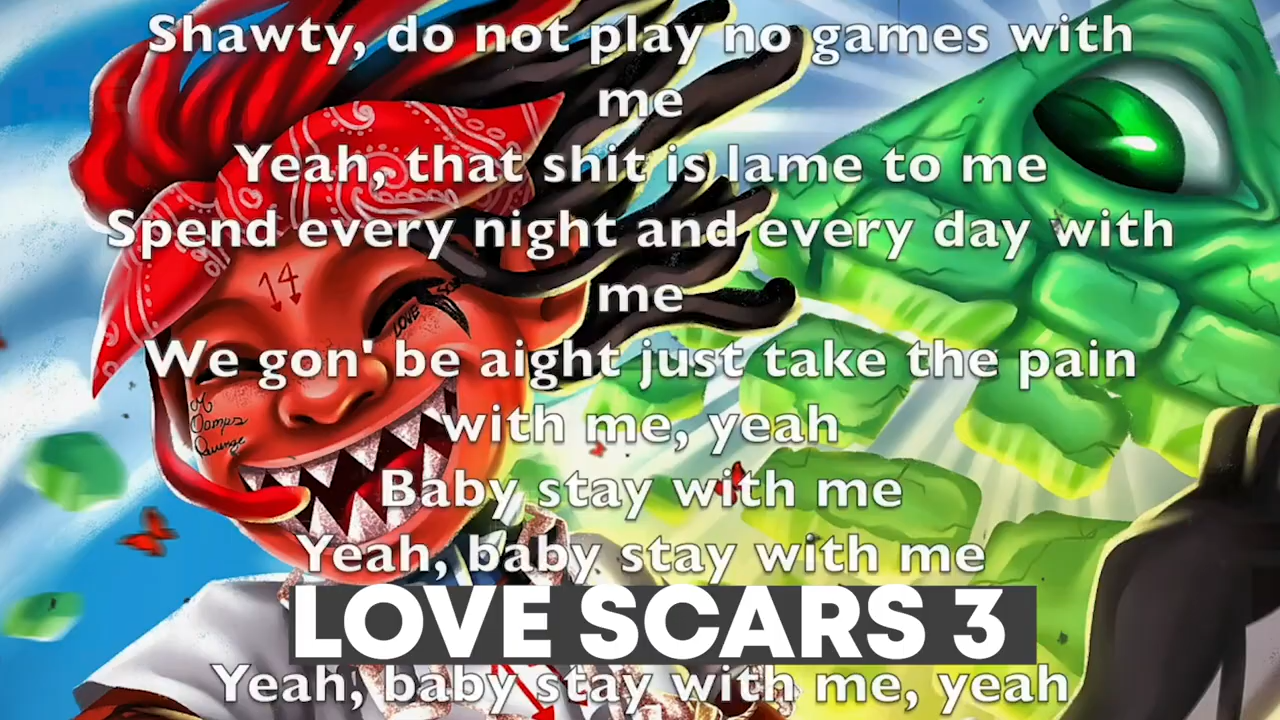 Shawty, do not play no games with
me
Yeah, that shit is lame to me
Spend every night and every day with
me
14
LOVE
We gon' be aight just take the pain
with me, yeah
Baby stay with me
Yeah, baby stay with me
LOVE SCARS 3
Yeah, baby stay with me, yeah